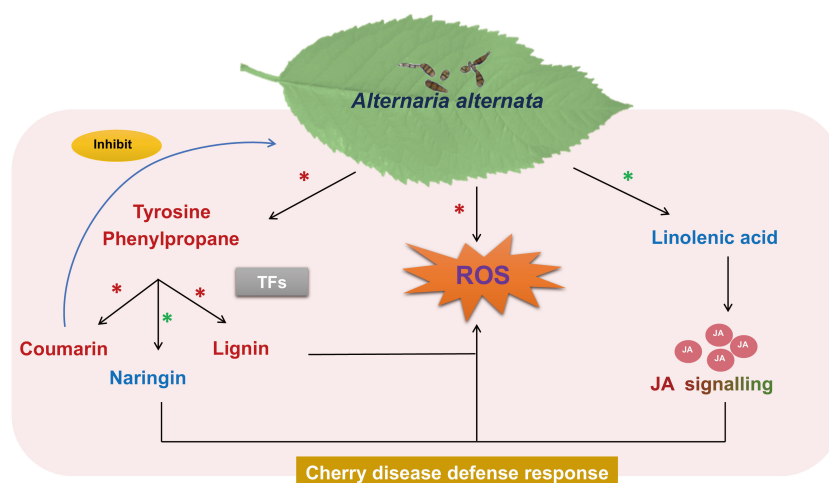 Alternaria alternata
Inhibit
*
*
*
Tyrosine
Phenylpropane
Linolenic acid
ROS
TFs
*
*
*
Coumarin
Lignin
Naringin
JA
JA
JA
JA
JA signalling
Cherry disease defense response